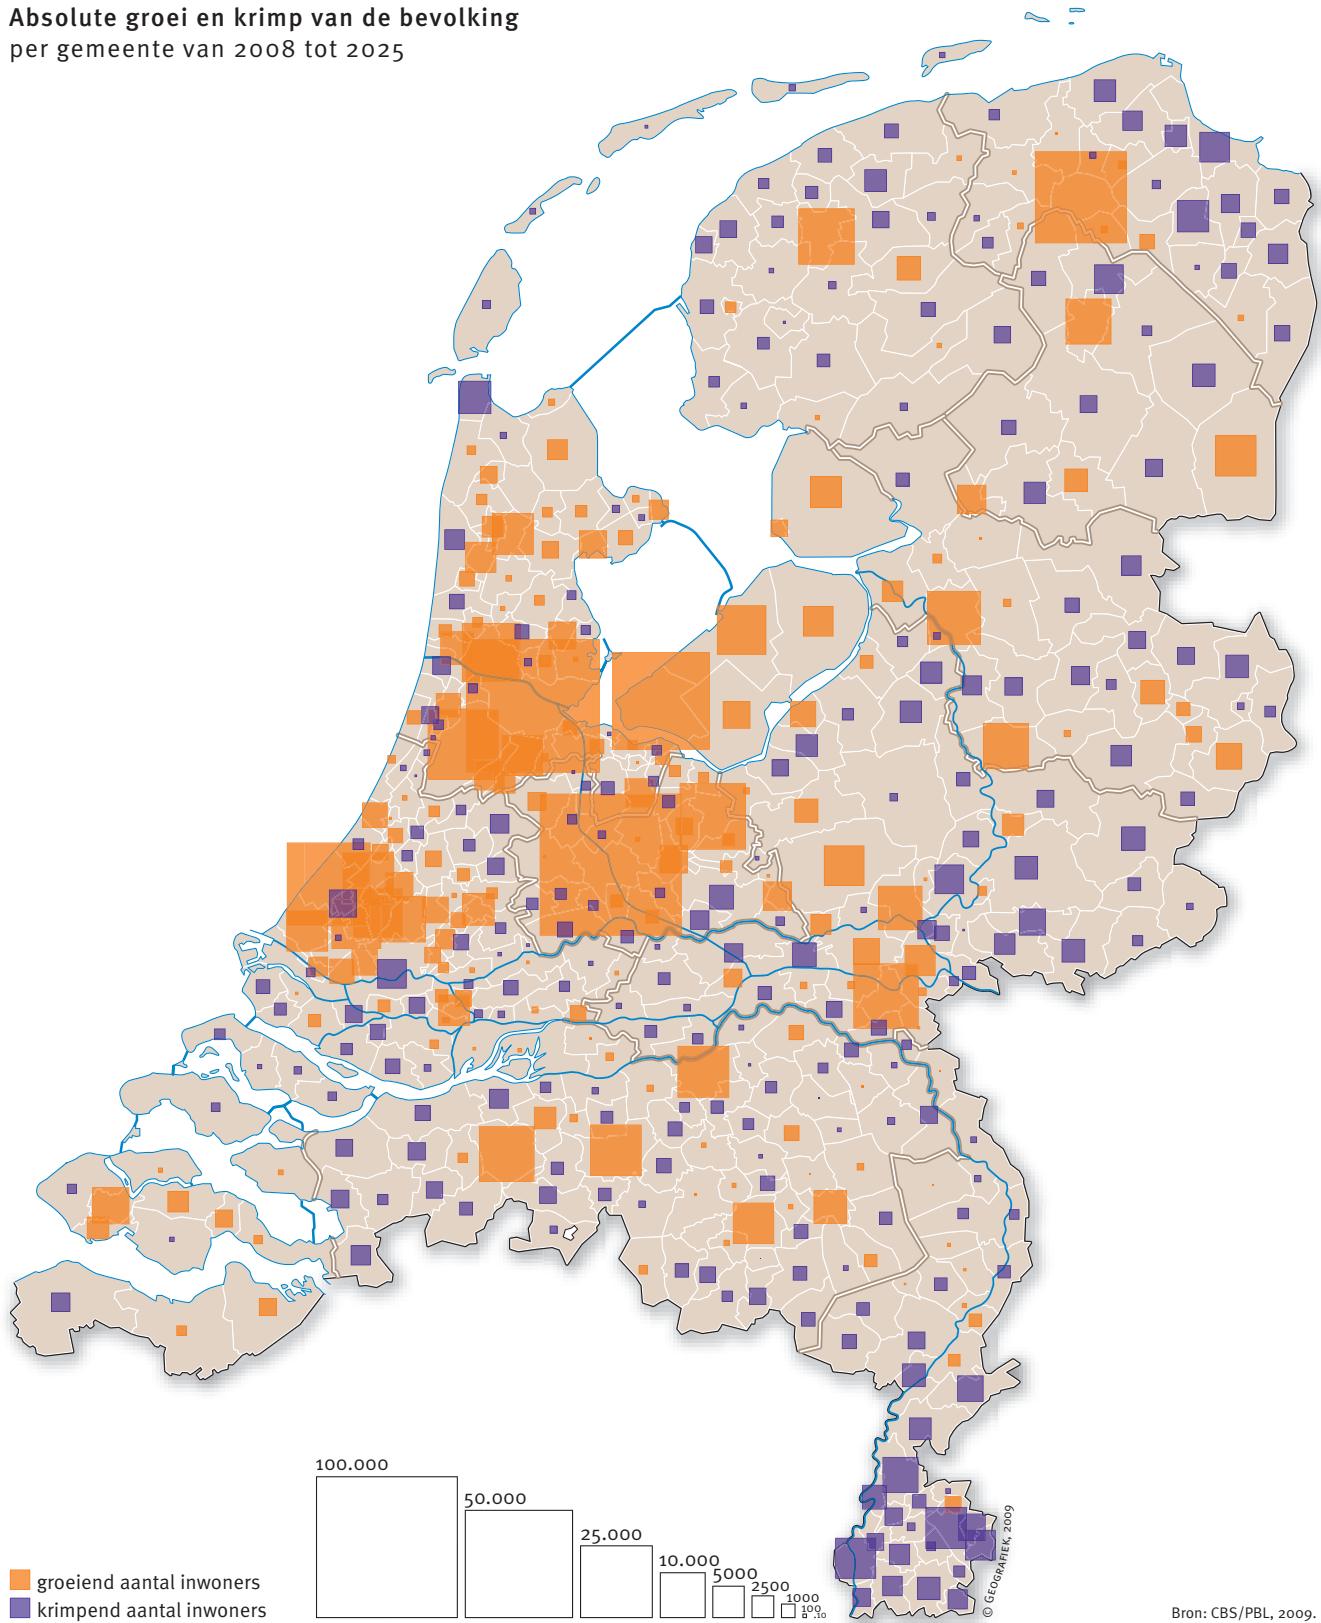 Absolute groei en krimp van de bevolking
per gemeente van 2008 tot 2025
100.000
50.000
25.000
10.000
5000
2500
1000
100
10
groeiend aantal inwoners
krimpend aantal inwoners
© Geografiek, 2009
Bron: CBS/PBL, 2009.